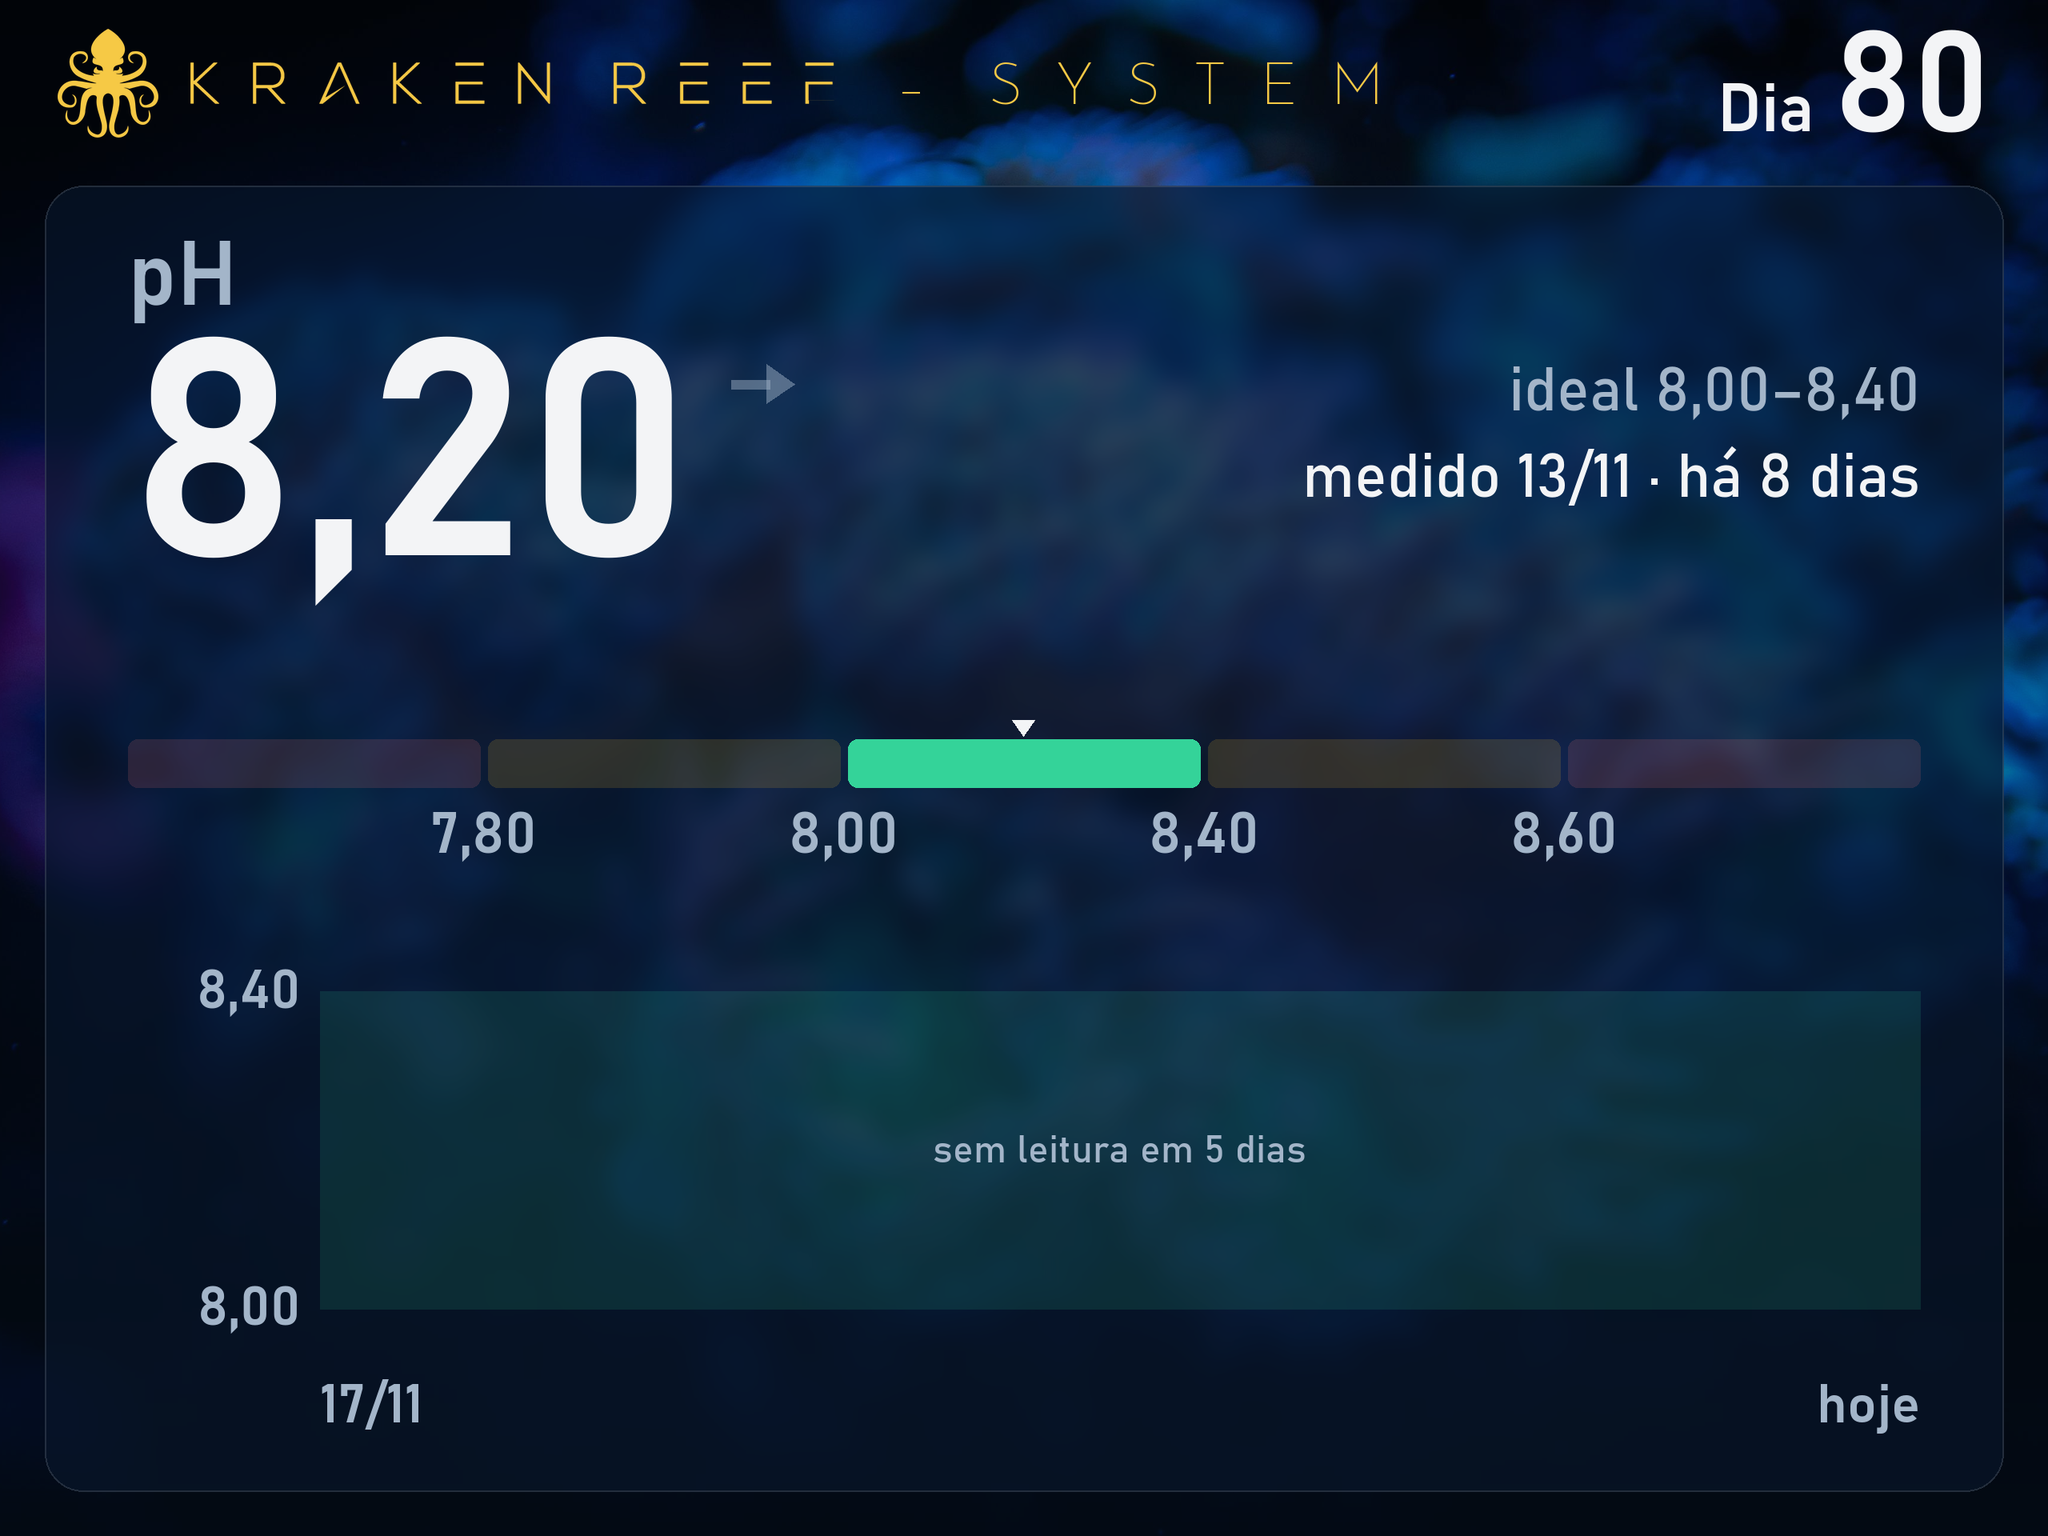 KRAKEN REEF - SYSTEM
Dia 80
pH
8,20
ideal 8,00–8,40
medido 13/11 · há 8 dias
7,80 8,00 8,40 8,60
8,40
sem leitura em 5 dias
8,00
17/11 hoje